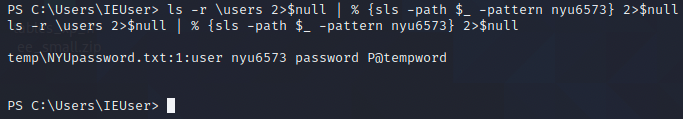 PS C:\Users\IEUser> ls -r \users 2>$null | % {sls -path $_ -pattern nyu6573} 2>$null
ls -r \users 2>$null | % {sls -path $_ -pattern nyu6573} 2>$null
temp\NYUpassword.txt:1:user nyu6573 password P@tempword
PS C:\Users\IEUser>